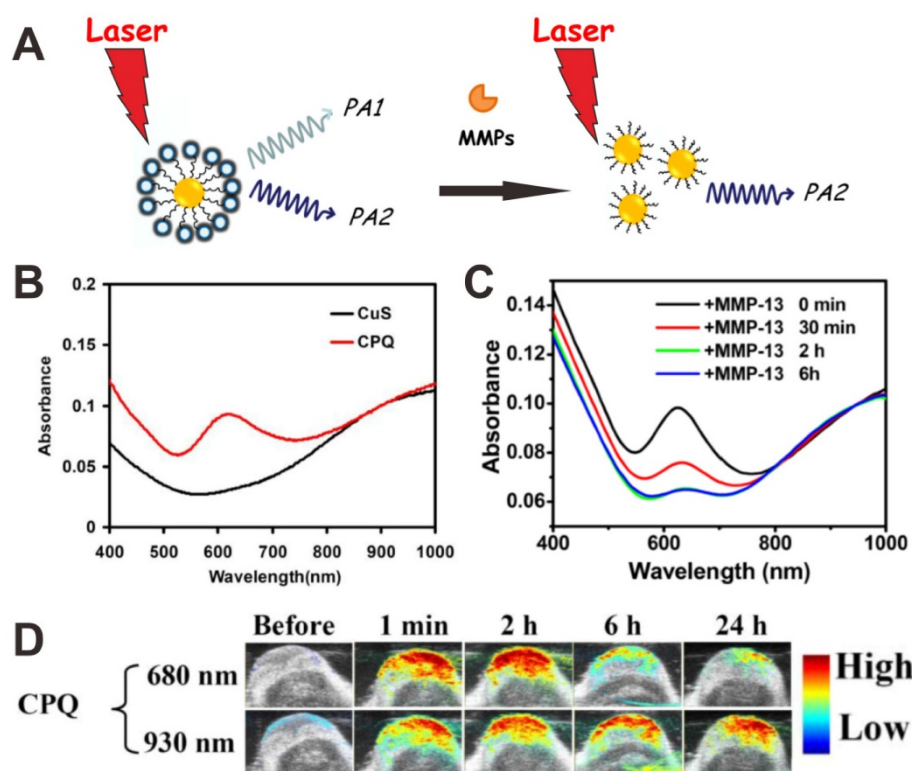 A
Laser
PA1
PA2
MMPs
Laser
PA2
B
0.2
0.15
0.1
0.05
0
Absorbance
CuS
CPQ
400 500 600 700 800 900 1000
Wavelength(nm)
C
0.14
0.12
0.10
0.08
0.06
Absorbance
+MMP-13 0 min
+MMP-13 30 min
+MMP-13 2 h
+MMP-13 6h
400 600 800 1000
Wavelength (nm)
D
Before 1 min 2 h 6 h 24 h
CPQ
680 nm
930 nm
High
Low